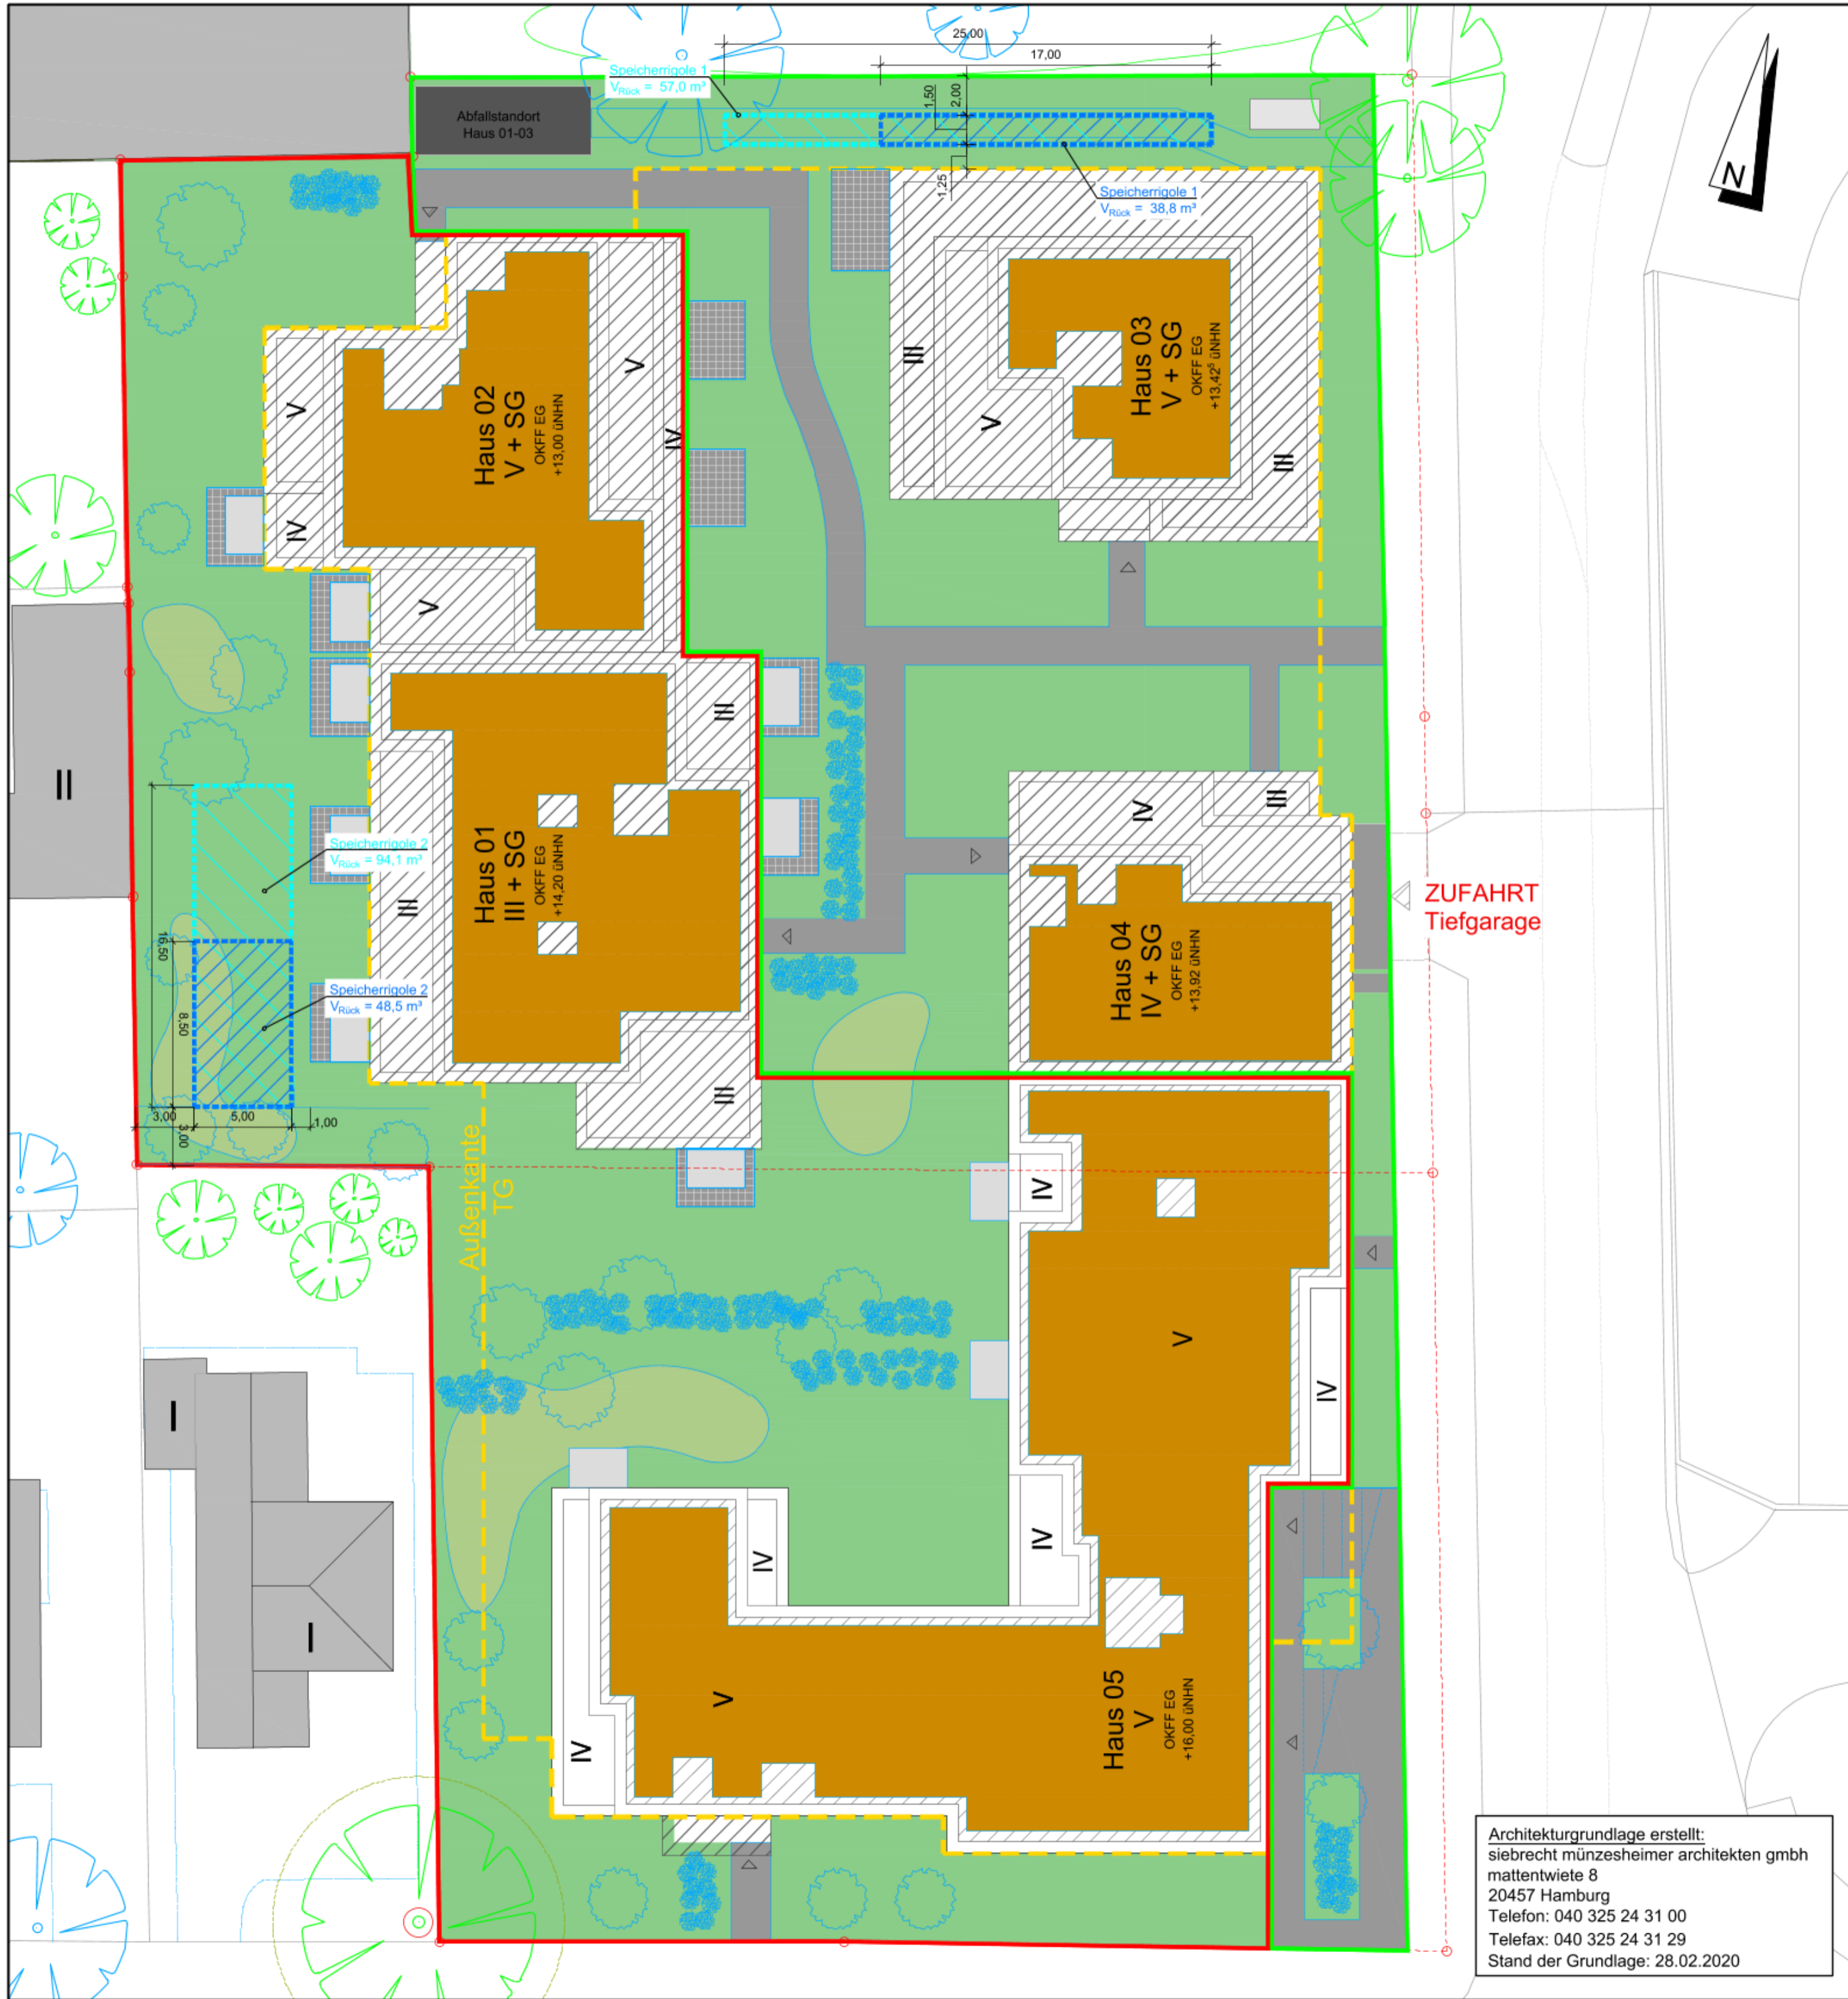 25,00
17,00
Speicherrigole 1
VRück = 57,0 m³
1,50
2,00
Abfallstandort
Haus 01-03
1,25
Speicherrigole 1
VRück = 38,8 m³
N
Haus 02
V + SG
OKFF EG
+13,00 üNHN
V
V
IV
IV
V
Haus 03
V + SG
OKFF EG
+13,42⁵ üNHN
III
V
III
II
Haus 01
III + SG
OKFF EG
+14,20 üNHN
III
III
III
Speicherrigole 2
VRück = 94,1 m³
16,50
Speicherrigole 2
VRück = 48,5 m³
8,50
3,00
5,00
1,00
3,00
Haus 04
IV + SG
OKFF EG
+13,92 üNHN
IV
III
ZUFAHRT
Tiefgarage
Außenkante
TG
IV
V
IV
IV
IV
V
IV
Haus 05
V
OKFF EG
+16,00 üNHN
I
I
Architekturgrundlage erstellt:
siebrecht münzesheimer architekten gmbh
mattentwiete 8
20457 Hamburg
Telefon: 040 325 24 31 00
Telefax: 040 325 24 31 29
Stand der Grundlage: 28.02.2020